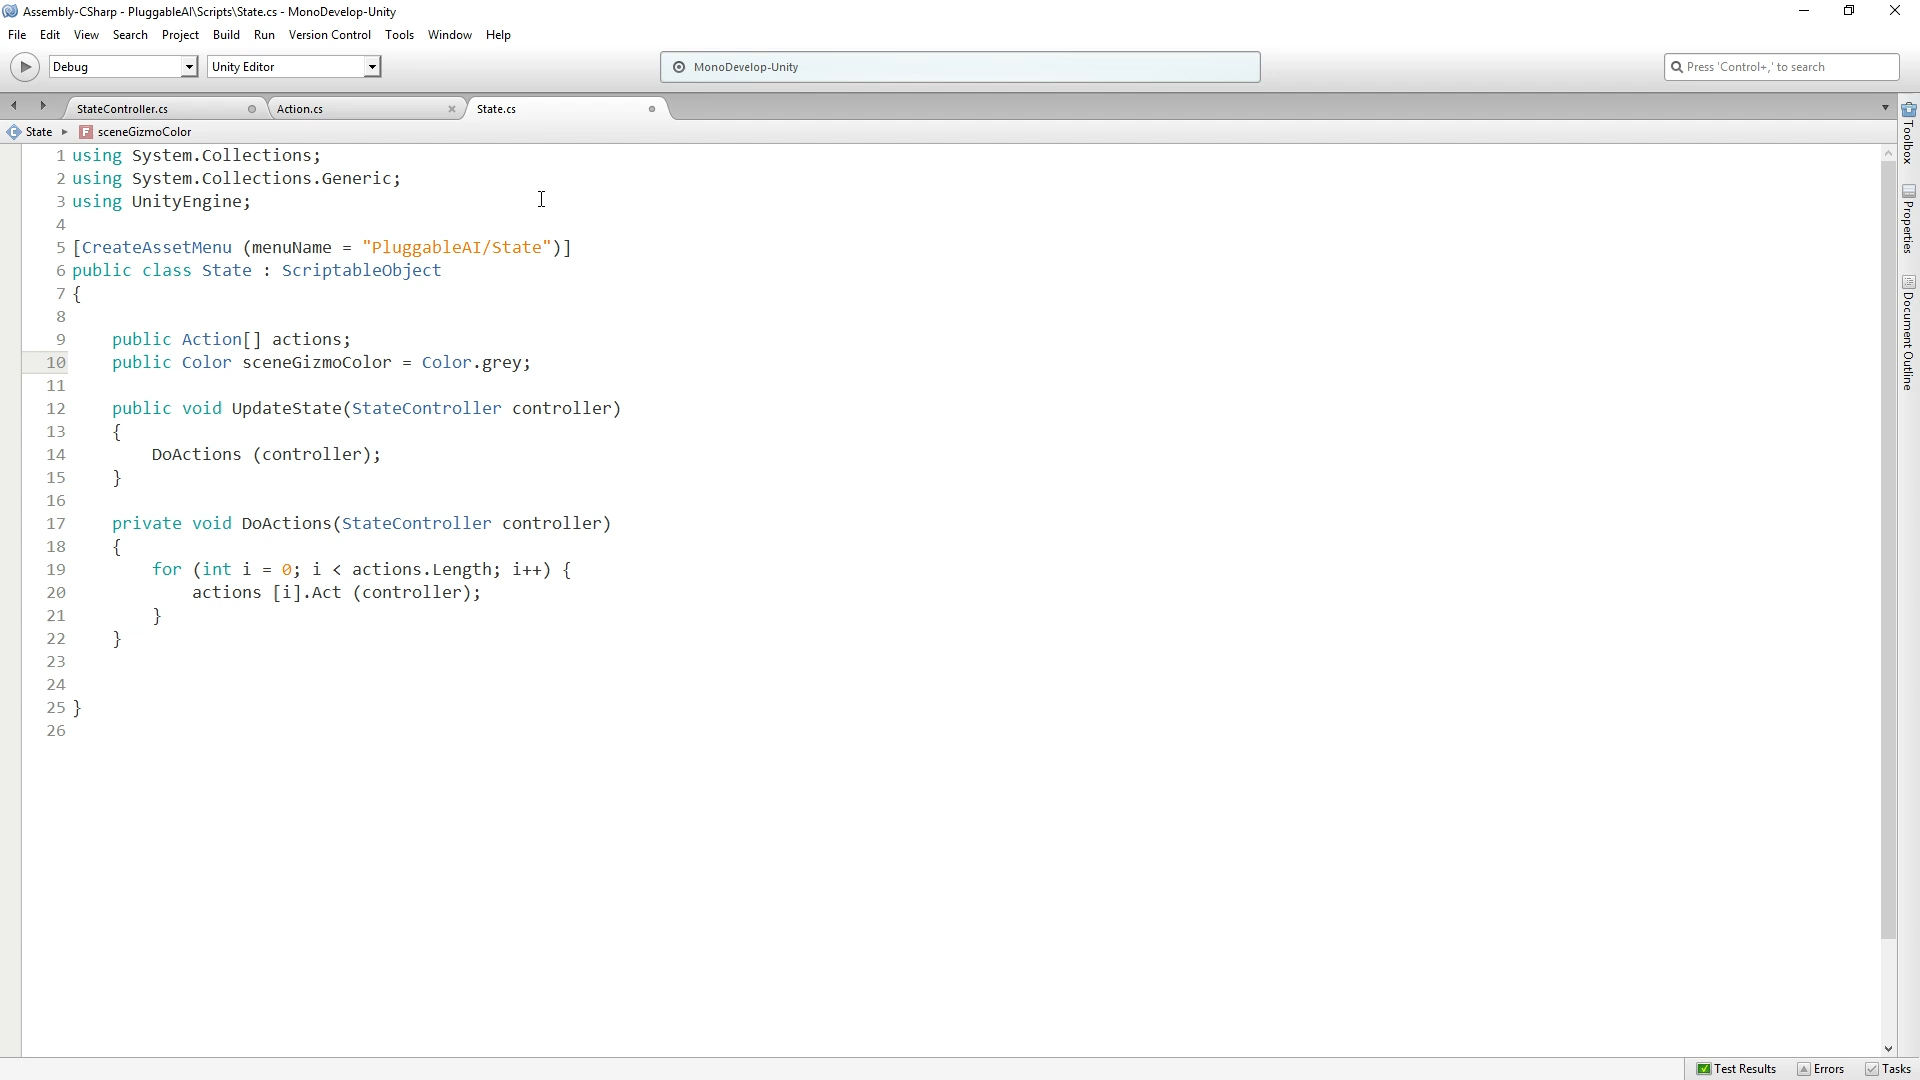 Assembly-CSharp - PluggableAI\Scripts\State.cs - MonoDevelop-Unity
File Edit View Search Project Build Run Version Control Tools Window Help
Debug Unity Editor MonoDevelop-Unity Press 'Control+,' to search
StateController.cs Action.cs State.cs
State sceneGizmoColor
1 using System.Collections;
2 using System.Collections.Generic;
3 using UnityEngine;
4
5 [CreateAssetMenu (menuName = "PluggableAI/State")]
6 public class State : ScriptableObject
7 {
8
9 public Action[] actions;
10 public Color sceneGizmoColor = Color.grey;
11
12 public void UpdateState(StateController controller)
13 {
14 DoActions (controller);
15 }
16
17 private void DoActions(StateController controller)
18 {
19 for (int i = 0; i < actions.Length; i++) {
20 actions [i].Act (controller);
21 }
22 }
23
24
25 }
26
Toolbox
Properties
Document Outline
Test Results Errors Tasks